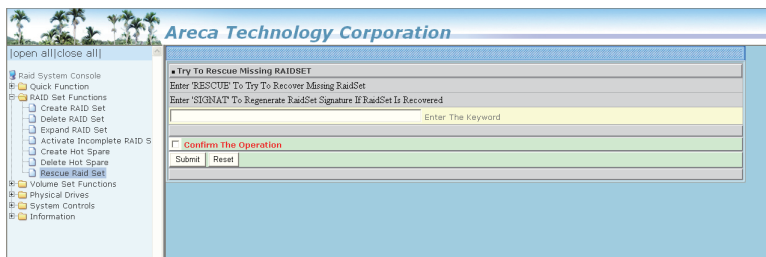 Areca Technology Corporation
|open all|close all|
Raid System Console
Quick Function
RAID Set Functions
Create RAID Set
Delete RAID Set
Expand RAID Set
Activate Incomplete RAID S
Create Hot Spare
Delete Hot Spare
Rescue Raid Set
Volume Set Functions
Physical Drives
System Controls
Information
Try To Rescue Missing RAIDSET
Enter 'RESCUE' To Try To Recover Missing RaidSet
Enter 'SIGNAT' To Regenerate RaidSet Signature If RaidSet Is Recovered
Enter The Keyword
Confirm The Operation
Submit Reset